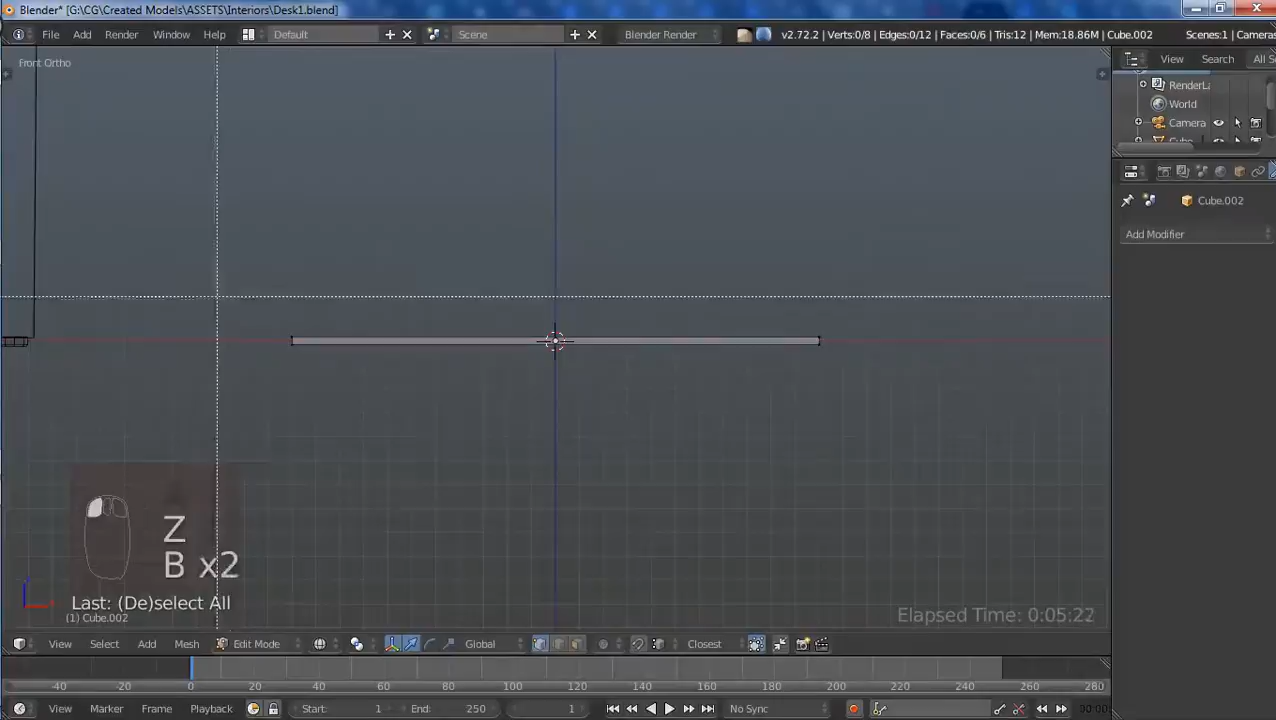 Blender* [G:\CG\Created Models\ASSETS\Interiors\Desk1.blend]
File Add Render Window Help Default Scene Blender Render v2.72.2 | Verts:0/8 | Edges:0/12 | Faces:0/6 | Tris:12 | Mem:18.86M | Cube.002 Scenes:1 | Cameras
View Search All S
Front Ortho
RenderLa
World
Camera
Cube
Cube.002
Add Modifier
Z
B x2
Last: (De)select All
(1) Cube.002
Elapsed Time: 0:05:22
View Select Add Mesh Edit Mode Global Closest
-40 -20 0 20 40 60 80 100 120 140 160 180 200 220 240 260 280
View Marker Frame Playback Start: 1 End: 250 1 No Sync